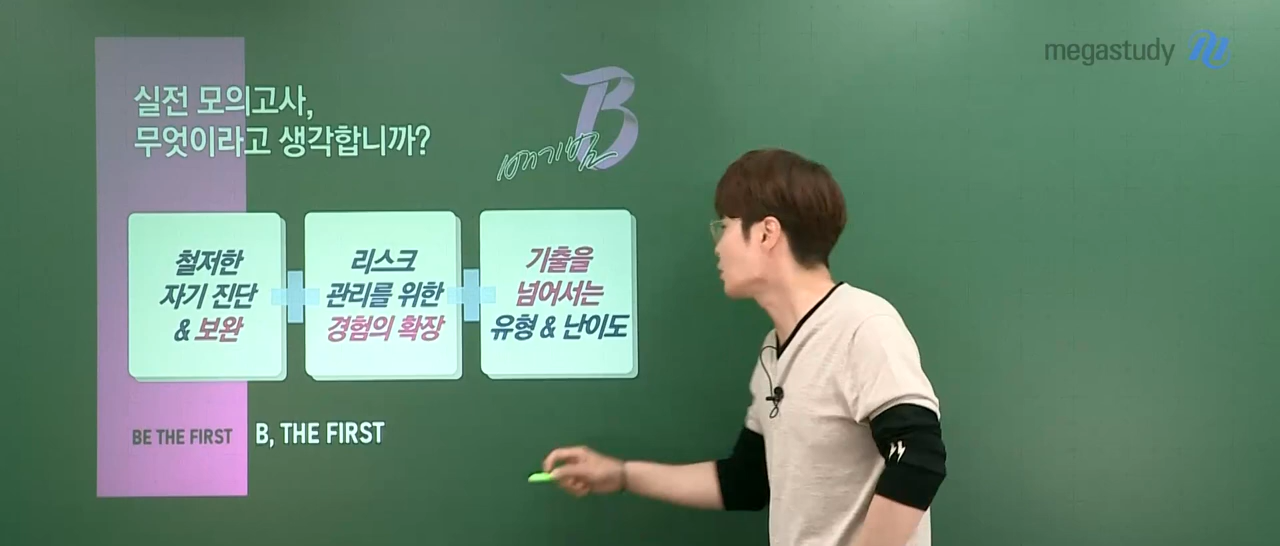 megastudy
실전 모의고사,
무엇이라고 생각합니까?
B
철저한
자기 진단
& 보완
리스크
관리를 위한
경험의 확장
기출을
넘어서는
유형 & 난이도
BE THE FIRST B, THE FIRST